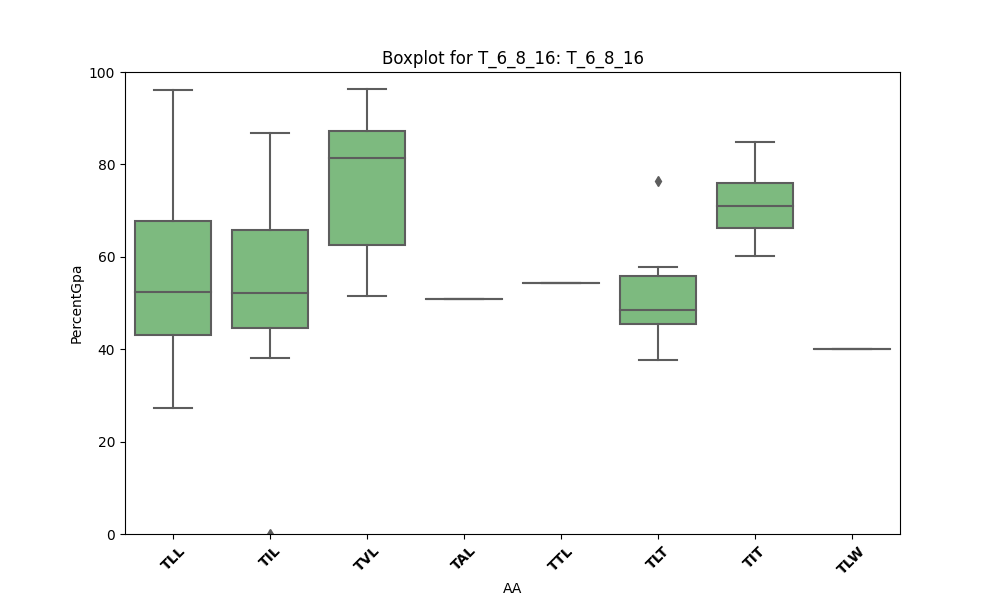 Boxplot for T_6_8_16: T_6_8_16
100
80
60
40
20
0
PercentGpa
TLL
TIL
TVL
TAL
TTL
TLT
TIT
TLW
AA